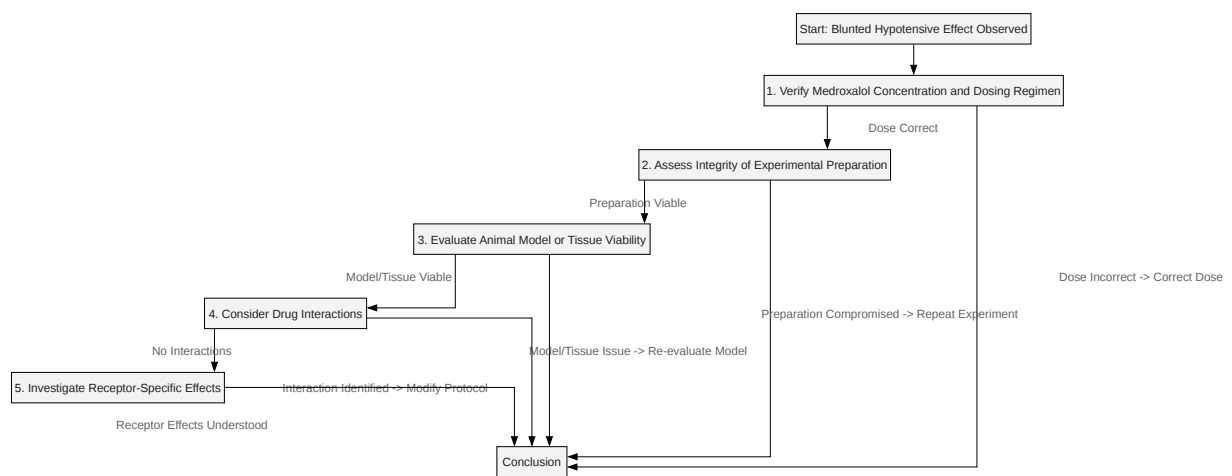 Start: Blunted Hypotensive Effect Observed
1. Verify Medroxalol Concentration and Dosing Regimen
Dose Correct
2. Assess Integrity of Experimental Preparation
Preparation Viable
3. Evaluate Animal Model or Tissue Viability
Model/Tissue Viable
Dose Incorrect -> Correct Dose
4. Consider Drug Interactions
Preparation Compromised -> Repeat Experiment
No Interactions
Model/Tissue Issue -> Re-evaluate Model
5. Investigate Receptor-Specific Effects
Interaction Identified -> Modify Protocol
Receptor Effects Understood
Conclusion